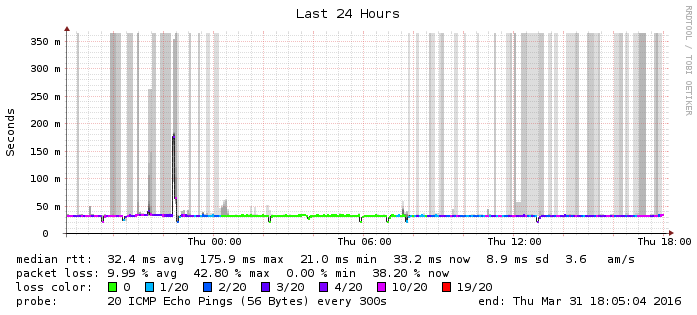 Last 24 Hours
RRDTOOL / TOBI OETIKER
Seconds
350 m
300 m
250 m
200 m
150 m
100 m
50 m
0
Thu 00:00 Thu 06:00 Thu 12:00 Thu 18:00
median rtt: 32.4 ms avg 175.9 ms max 21.0 ms min 33.2 ms now 8.9 ms sd 3.6 am/s
packet loss: 9.99 % avg 42.80 % max 0.00 % min 38.20 % now
loss color: 0 1/20 2/20 3/20 4/20 10/20 19/20
probe: 20 ICMP Echo Pings (56 Bytes) every 300s end: Thu Mar 31 18:05:04 2016